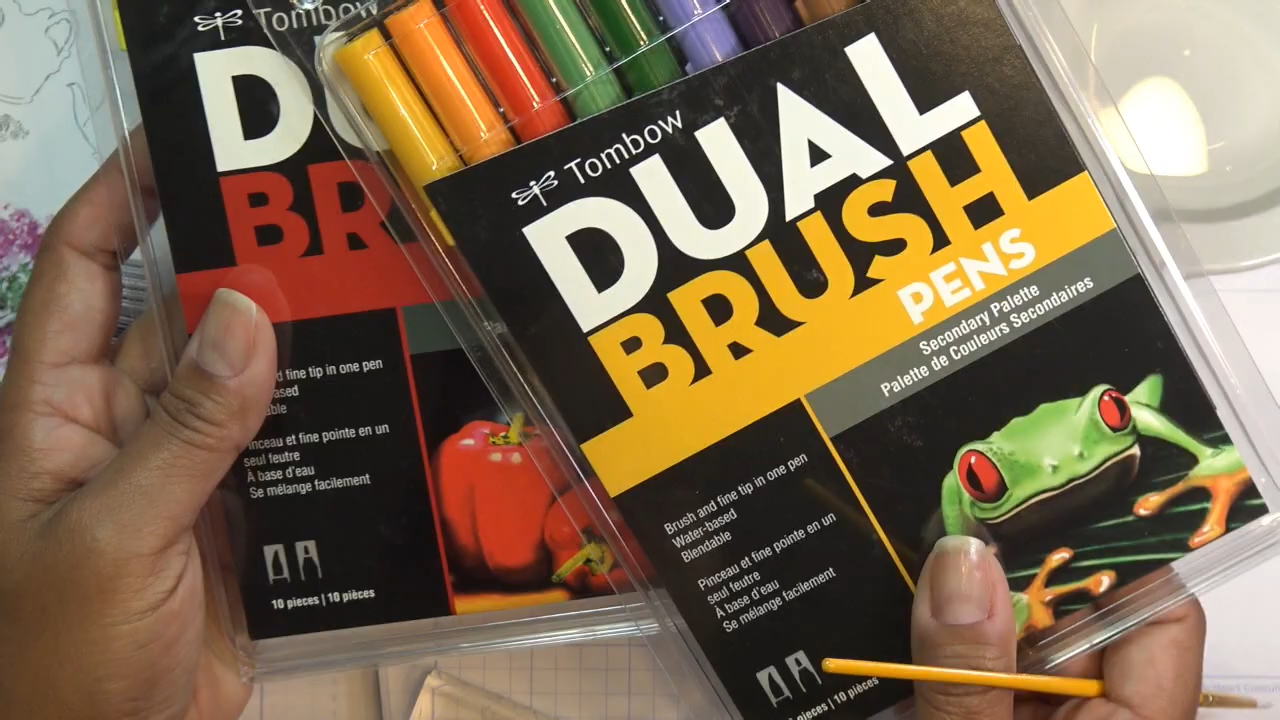 Tombow
BR
d fine tip in one pen
ased
able
Pinceau et fine pointe en un
seul feutre
À base d'eau
Se mélange facilement
10 pieces | 10 pièces
Tombow
DUAL
BRUSH
PENS
Secondary Palette
Palette de Couleurs Secondaires
Brush and fine tip in one pen
Water-based
Blendable
Pinceau et fine pointe en un
seul feutre
À base d'eau
Se mélange facilement
pieces | 10 pièces